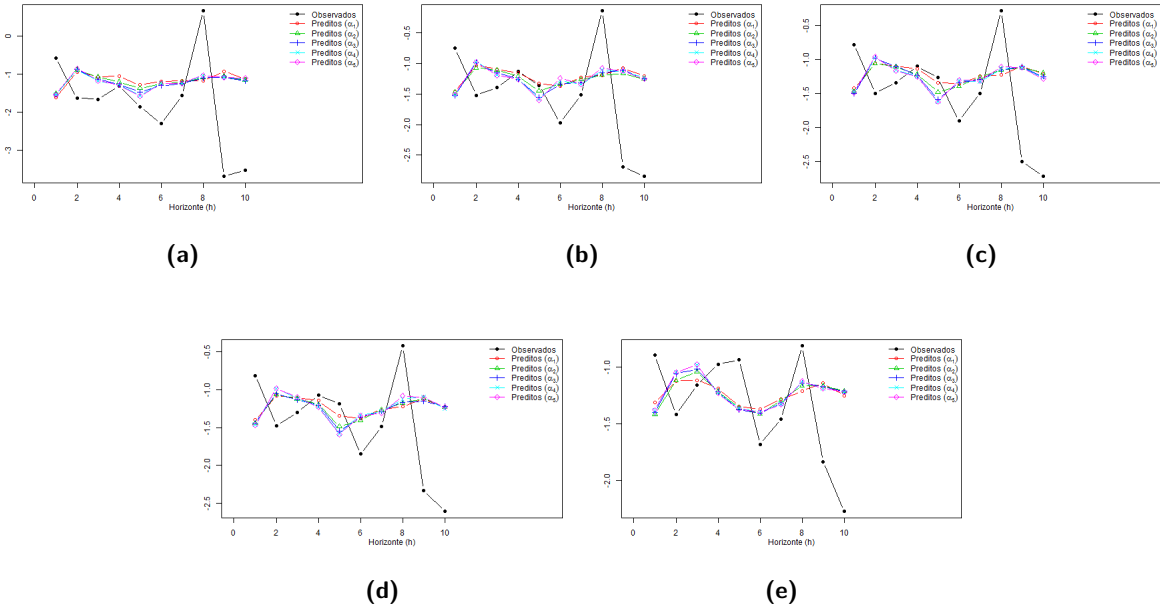 Observados
Preditos (α₁)
Preditos (α₂)
Preditos (α₃)
Preditos (α₄)
Preditos (α₅)
0
-1
-2
-3
0 2 4 6 8 10
Horizonte (h)
(a)
Observados
Preditos (α₁)
Preditos (α₂)
Preditos (α₃)
Preditos (α₄)
Preditos (α₅)
-0.5
-1.0
-1.5
-2.0
-2.5
0 2 4 6 8 10
Horizonte (h)
(b)
Observados
Preditos (α₁)
Preditos (α₂)
Preditos (α₃)
Preditos (α₄)
Preditos (α₅)
-0.5
-1.0
-1.5
-2.0
-2.5
0 2 4 6 8 10
Horizonte (h)
(c)
Observados
Preditos (α₁)
Preditos (α₂)
Preditos (α₃)
Preditos (α₄)
Preditos (α₅)
-0.5
-1.0
-1.5
-2.0
-2.5
0 2 4 6 8 10
Horizonte (h)
(d)
Observados
Preditos (α₁)
Preditos (α₂)
Preditos (α₃)
Preditos (α₄)
Preditos (α₅)
-1.0
-1.5
-2.0
0 2 4 6 8 10
Horizonte (h)
(e)